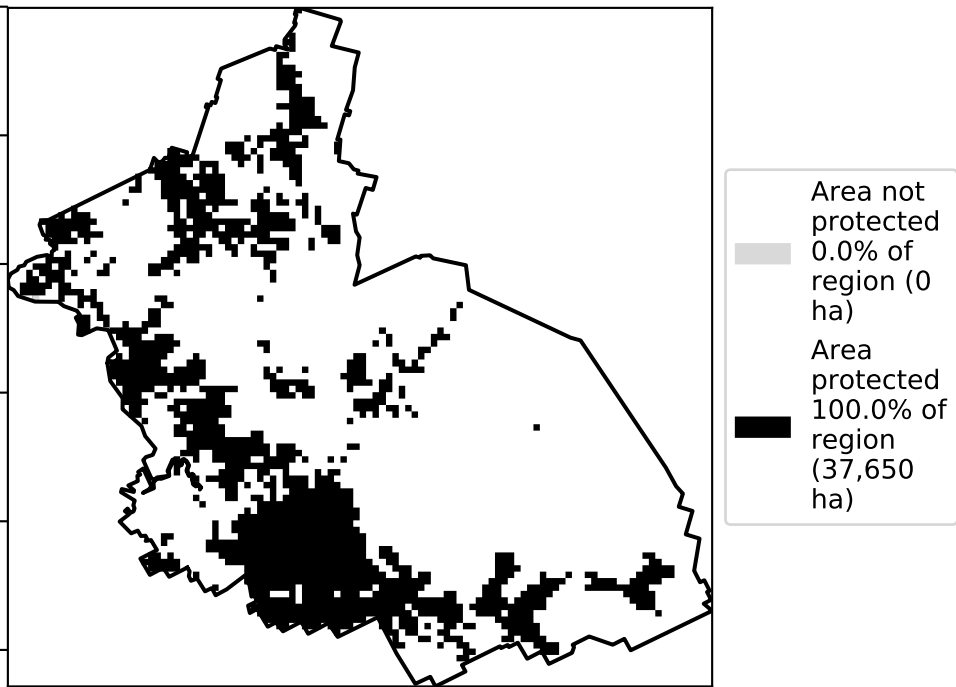 Area not
protected
0.0% of
region (0
ha)
Area
protected
100.0% of
region
(37,650
ha)